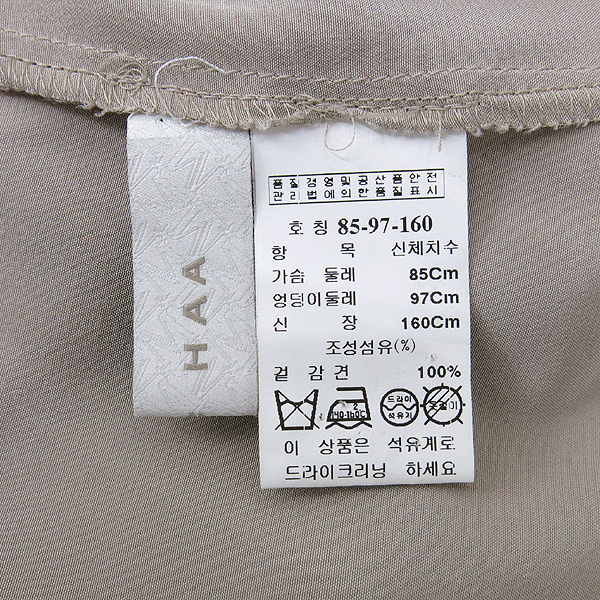 HAA
품질경영및공산품안전
관리법에의한품질표시
호 칭 85-97-160
항 목 신체치수
가슴 둘레 85Cm
엉덩이둘레 97Cm
신 장 160Cm
조성섬유(%)
겉 감 견 100%
2
140-160℃
드라이
석유계
이 상품은 석유계로
드라이크리닝 하세요